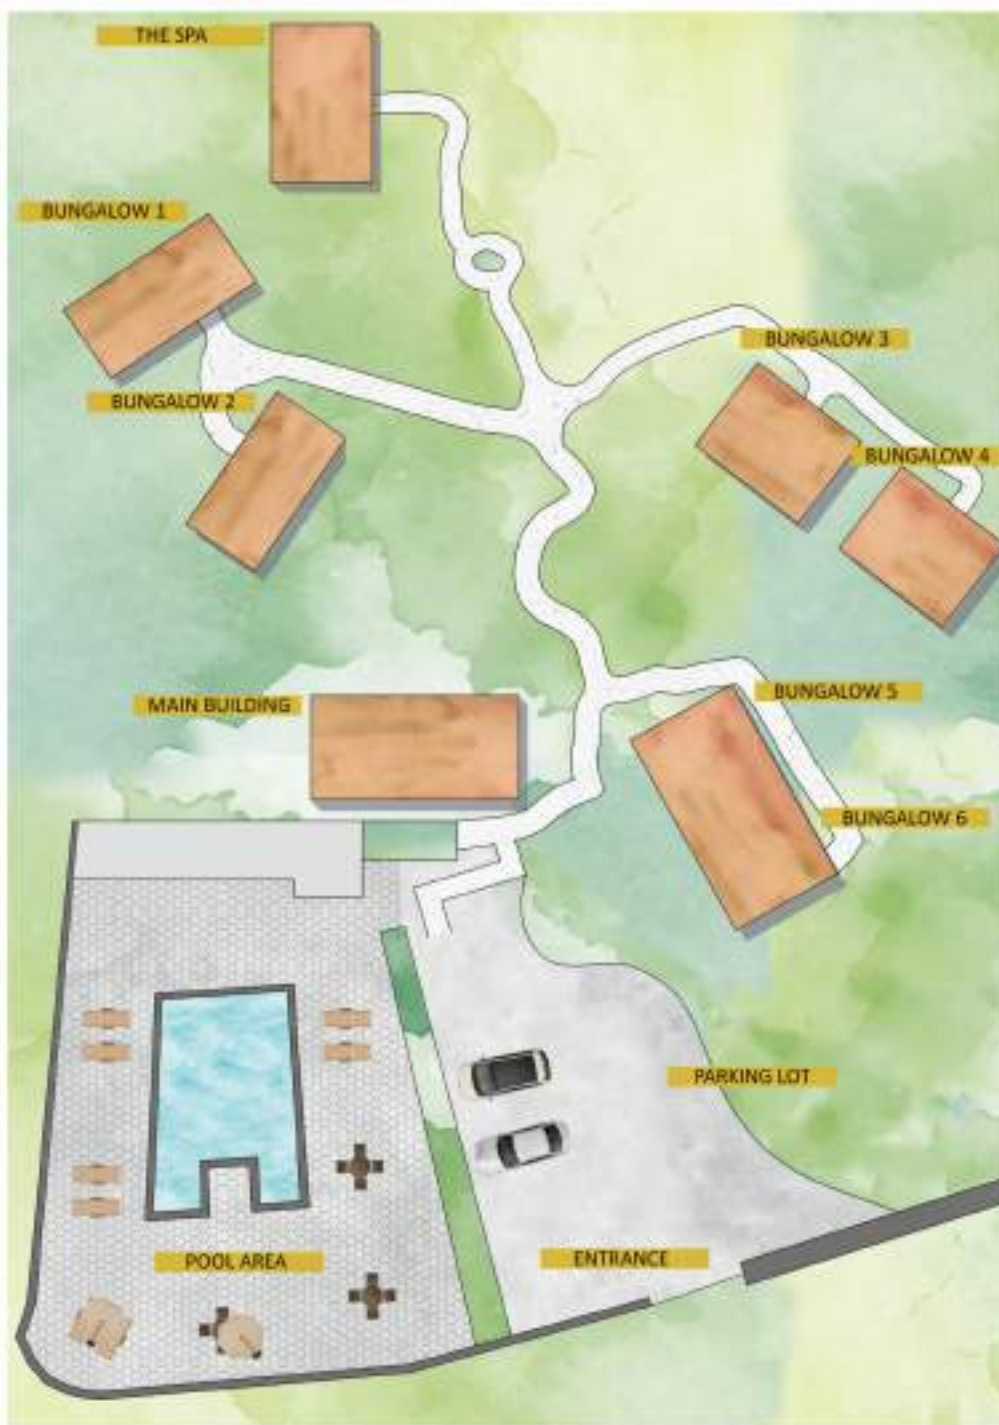 THE SPA
BUNGALOW 1
BUNGALOW 3
BUNGALOW 2
BUNGALOW 4
BUNGALOW 5
MAIN BUILDING
BUNGALOW 6
PARKING LOT
POOL AREA
ENTRANCE